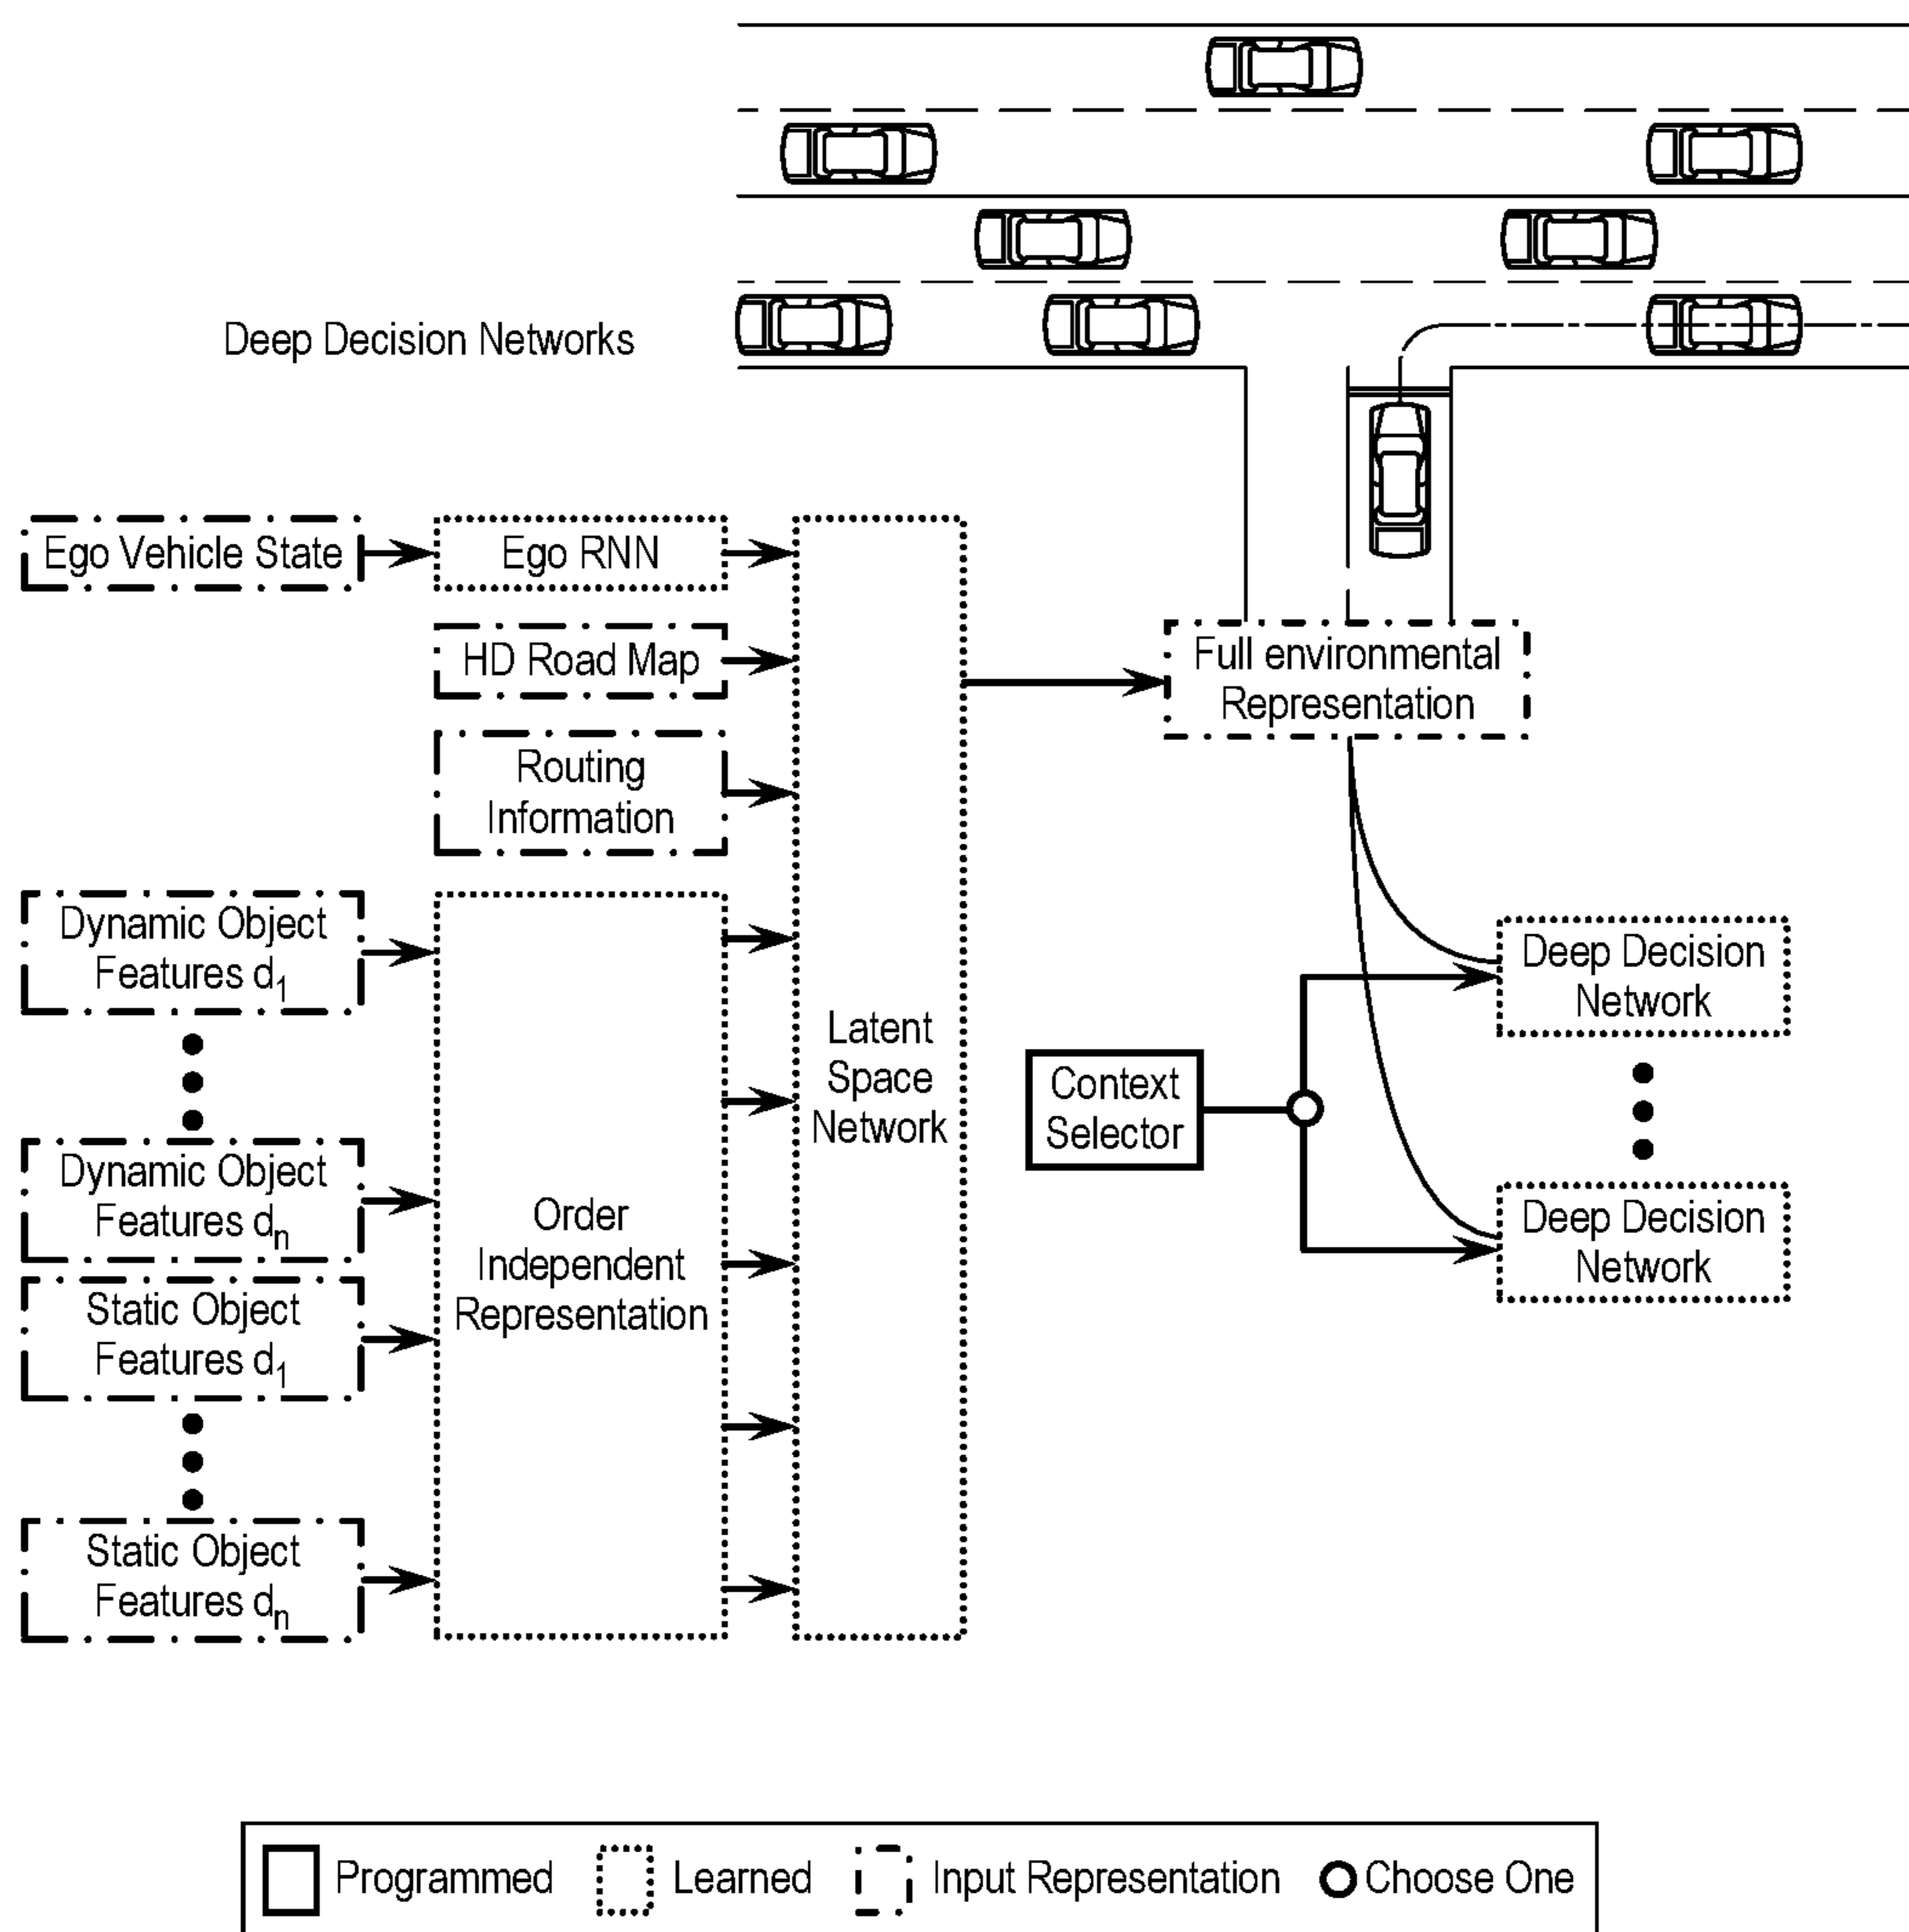 Deep Decision Networks
Ego Vehicle State
Ego RNN
HD Road Map
Routing
Information
Full environmental
Representation
Dynamic Object
Features d1
Dynamic Object
Features dn
Static Object
Features d1
Static Object
Features dn
Order
Independent
Representation
Latent
Space
Network
Context
Selector
Deep Decision
Network
Deep Decision
Network
Programmed
Learned
Input Representation
Choose One